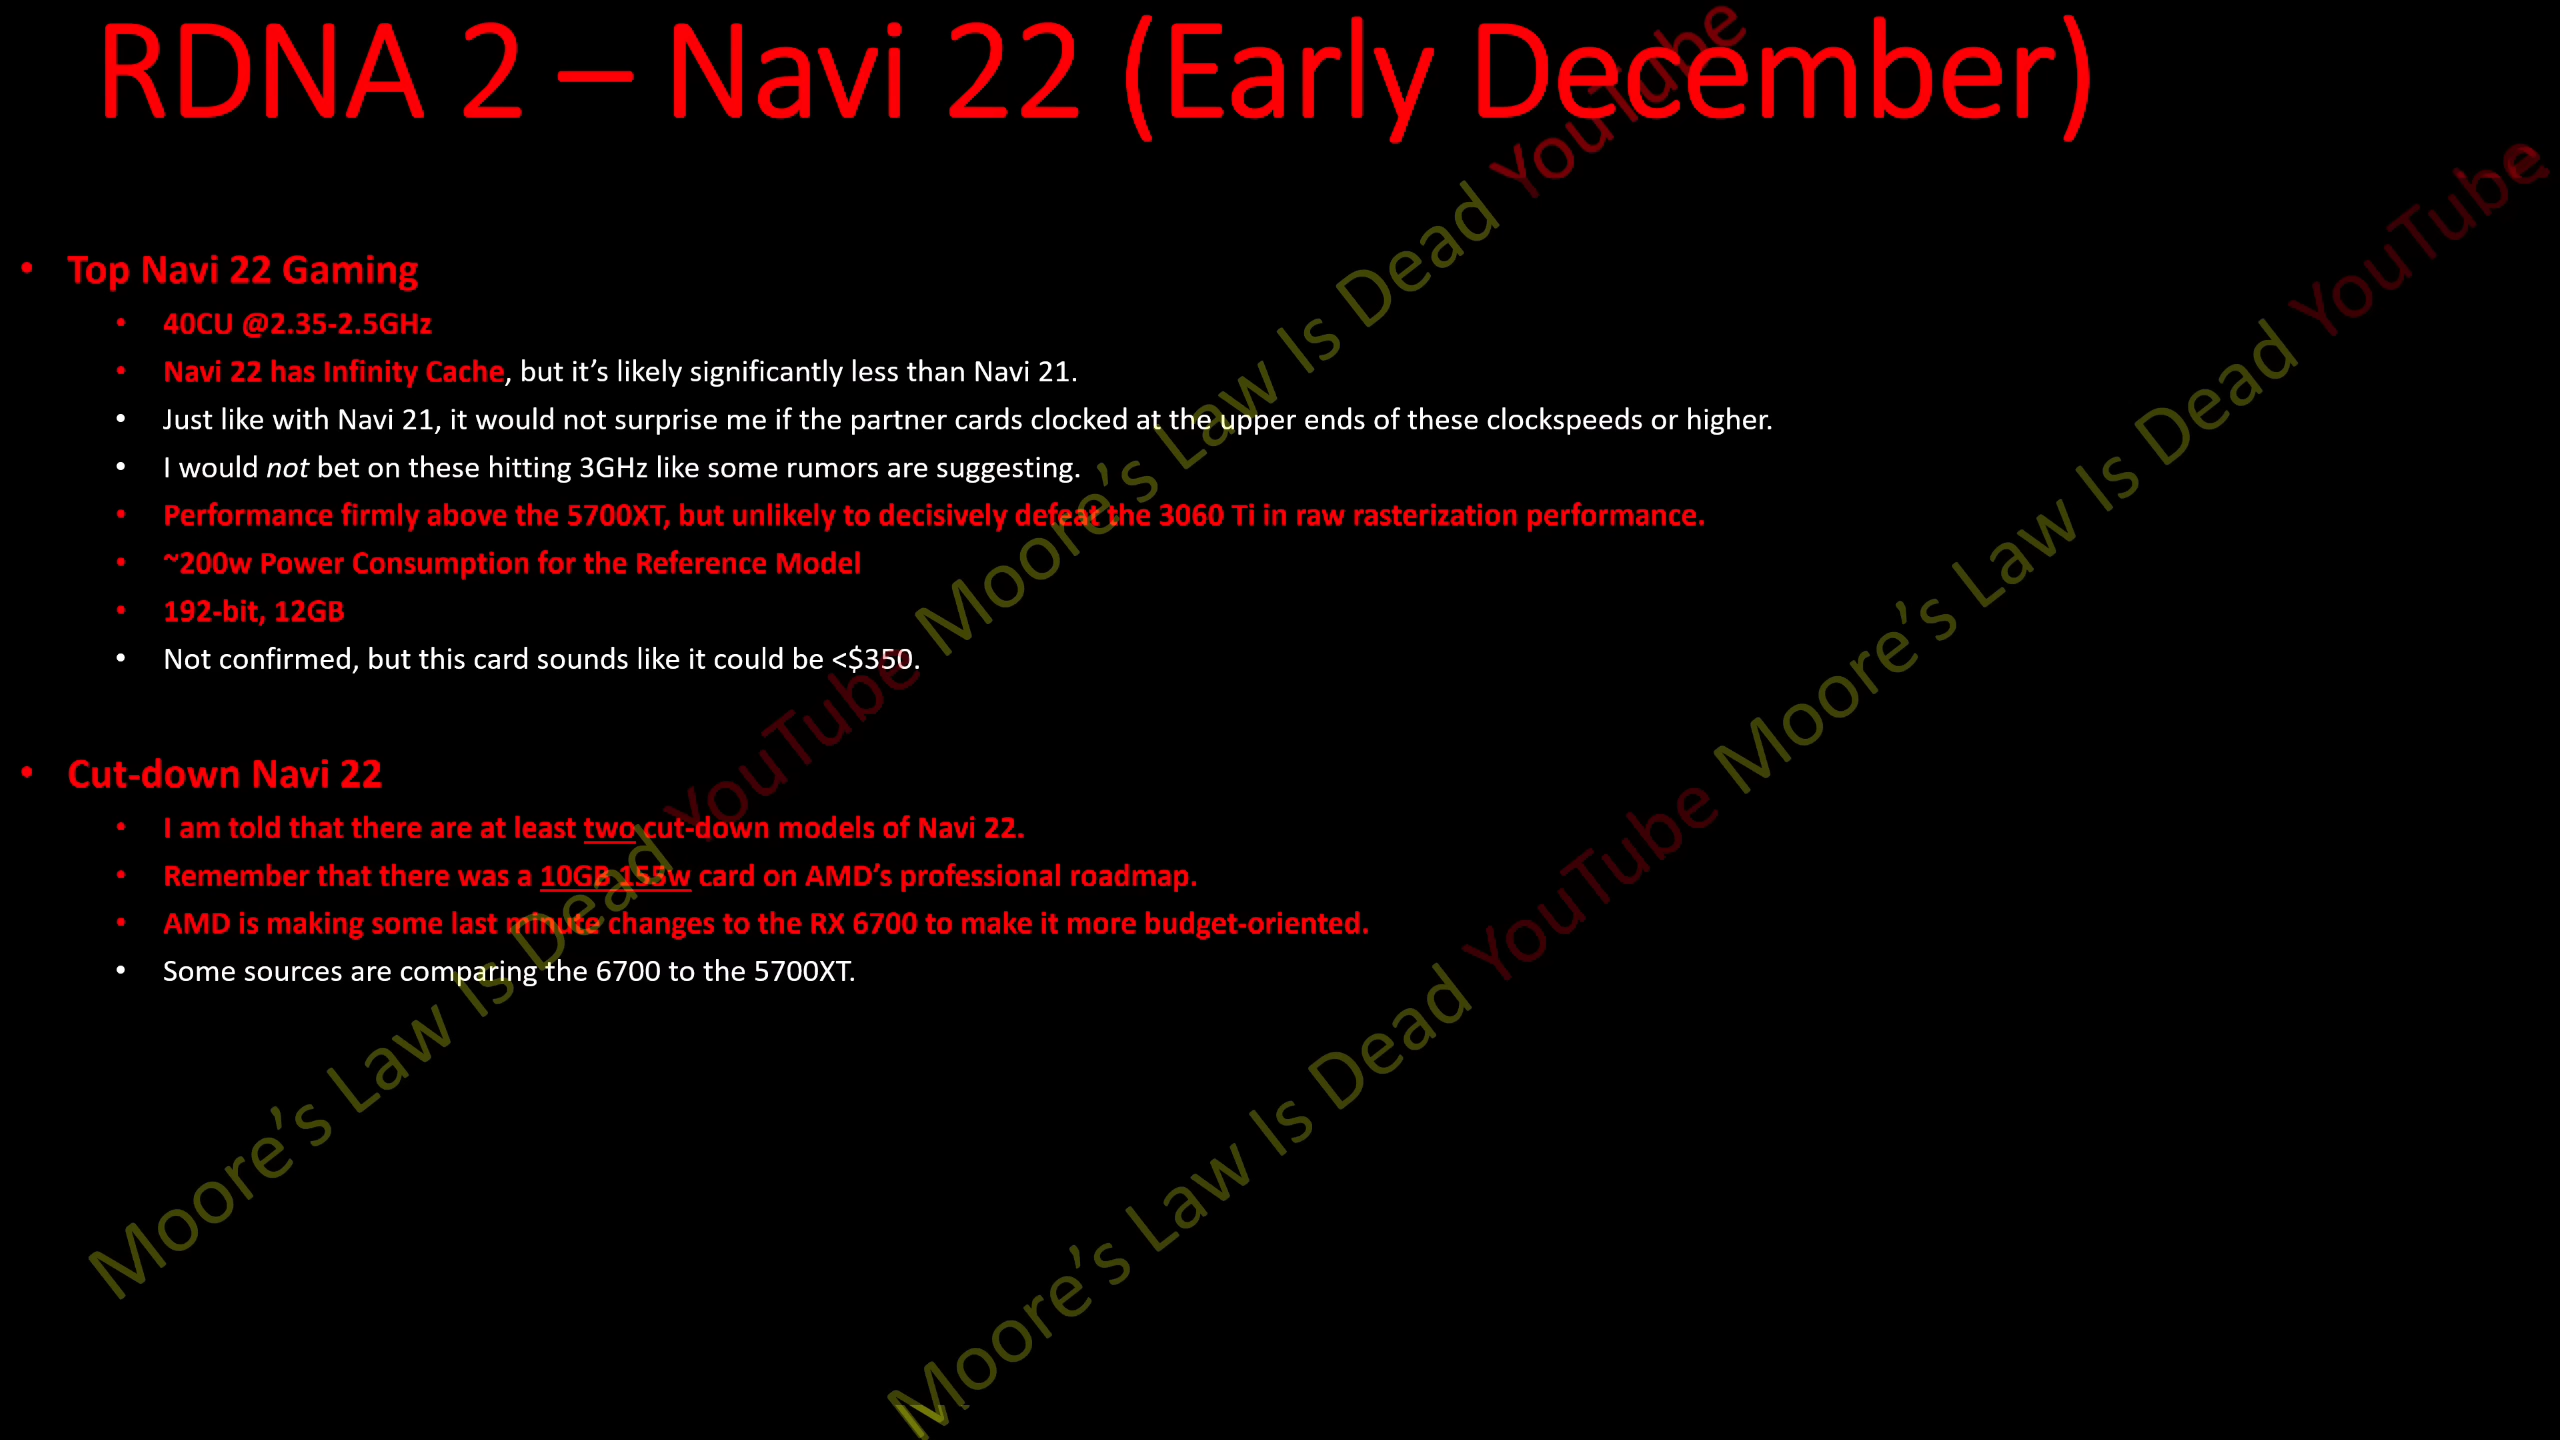 RDNA 2 – Navi 22 (Early December)
• Top Navi 22 Gaming
• 40CU @2.35-2.5GHz
• Navi 22 has Infinity Cache, but it’s likely significantly less than Navi 21.
• Just like with Navi 21, it would not surprise me if the partner cards clocked at the upper ends of these clockspeeds or higher.
• I would not bet on these hitting 3GHz like some rumors are suggesting.
• Performance firmly above the 5700XT, but unlikely to decisively defeat the 3060 Ti in raw rasterization performance.
• ~200w Power Consumption for the Reference Model
• 192-bit, 12GB
• Not confirmed, but this card sounds like it could be <$350.
• Cut-down Navi 22
• I am told that there are at least two cut-down models of Navi 22.
• Remember that there was a 10GB 155w card on AMD’s professional roadmap.
• AMD is making some last minute changes to the RX 6700 to make it more budget-oriented.
• Some sources are comparing the 6700 to the 5700XT.
Moore’s Law Is Dead YouTube Moore’s Law Is Dead YouTube
Moore’s Law Is Dead YouTube Moore’s Law Is Dead YouTube